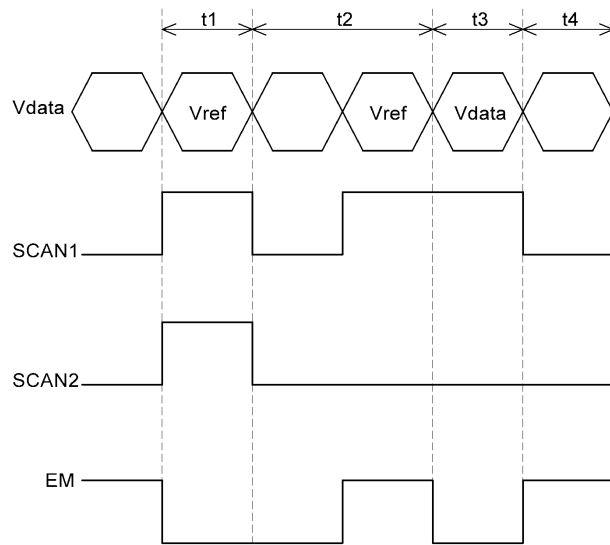 t1 t2 t3 t4
Vdata Vref Vref Vdata
SCAN1
SCAN2
EM